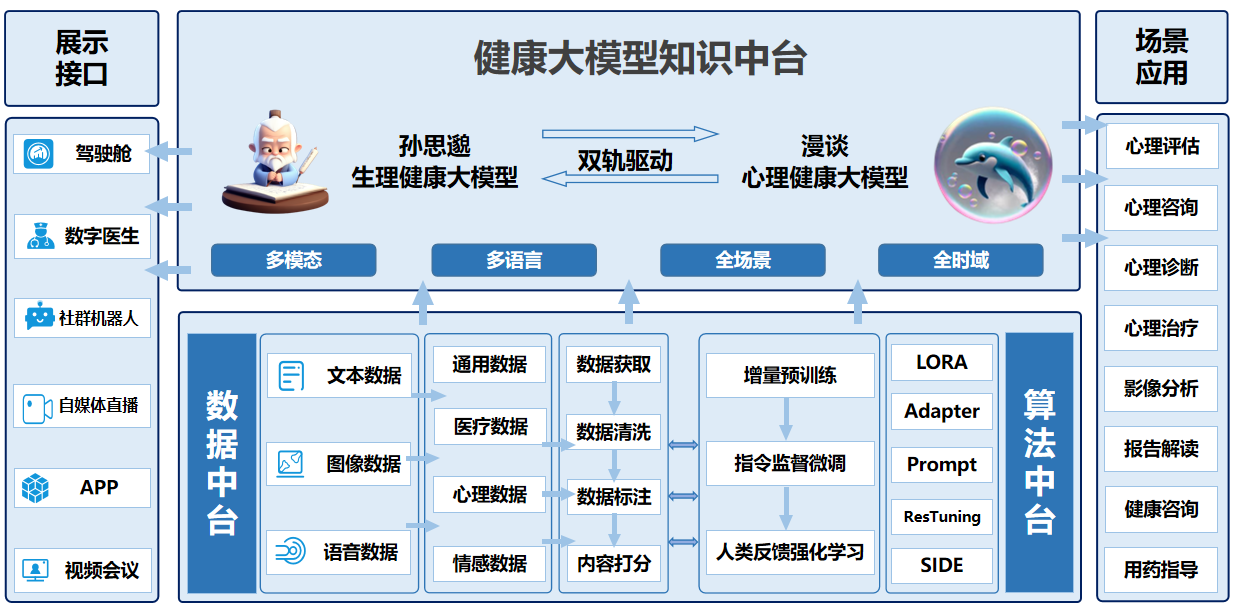 展示
接口
驾驶舱
数字医生
社群机器人
自媒体直播
APP
视频会议
健康大模型知识中台
孙思邈
生理健康大模型
双轨驱动
漫谈
心理健康大模型
多模态
多语言
全场景
全时域
数据中台
文本数据
图像数据
语音数据
通用数据
医疗数据
心理数据
情感数据
数据获取
数据清洗
数据标注
内容打分
增量预训练
指令监督微调
人类反馈强化学习
LORA
Adapter
Prompt
ResTuning
SIDE
算法中台
场景
应用
心理评估
心理咨询
心理诊断
心理治疗
影像分析
报告解读
健康咨询
用药指导